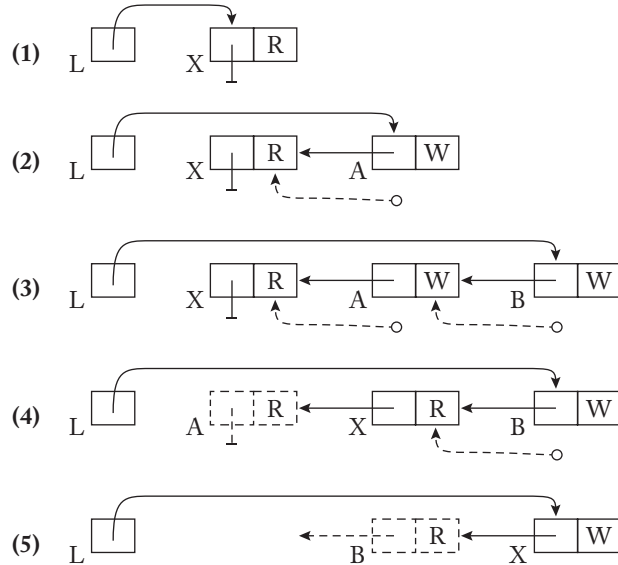 (1) L X R
(2) L X R A W
(3) L X R A W B W
(4) L A R X R B W
(5) L B R X W